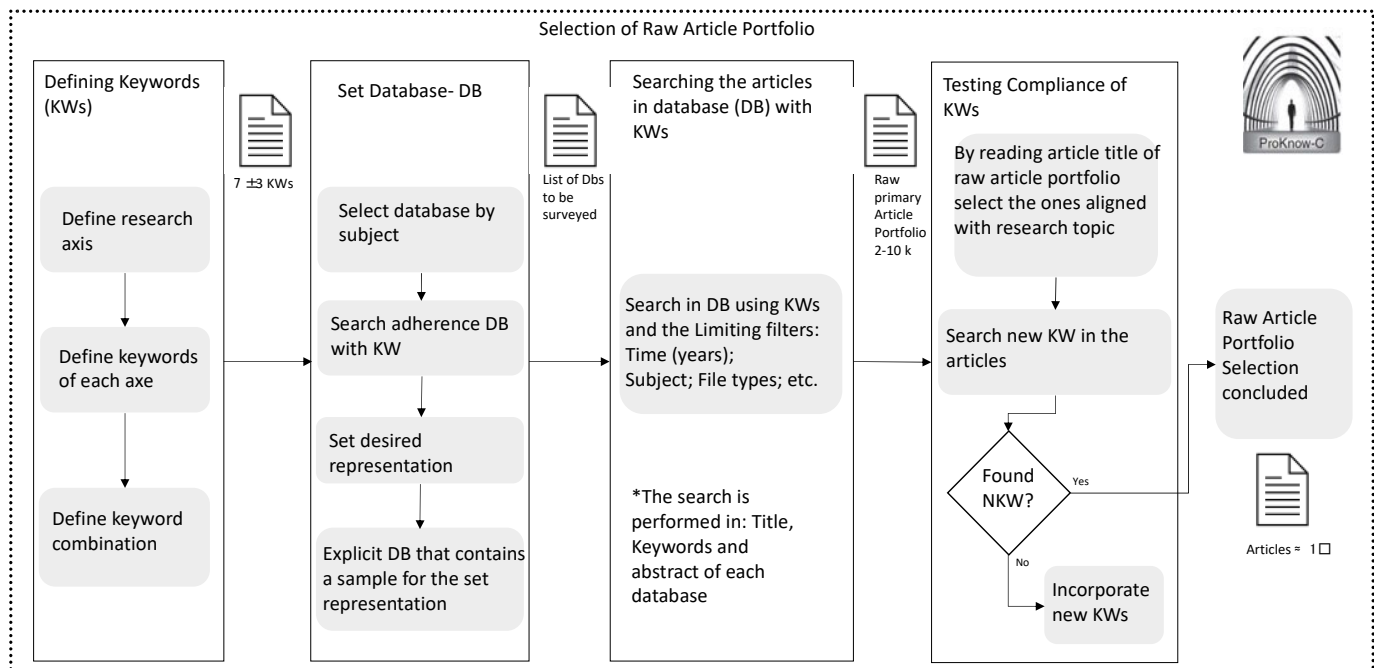 Selection of Raw Article Portfolio
Defining Keywords
(KWs)
7 ±3 KWs
Define research
axis
Define keywords
of each axe
Define keyword
combination
Set Database- DB
List of Dbs
to be
surveyed
Select database by
subject
Search adherence DB
with KW
Set desired
representation
Explicit DB that contains
a sample for the set
representation
Searching the articles
in database (DB) with
KWs
Raw
primary
Article
Portfolio
2-10 k
Search in DB using KWs
and the Limiting filters:
Time (years);
Subject; File types; etc.
*The search is
performed in: Title,
Keywords and
abstract of each
database
Testing Compliance of
KWs
By reading article title of
raw article portfolio
select the ones aligned
with research topic
Search new KW in the
articles
Found
NKW?
Yes
No
Incorporate
new KWs
ProKnow-C
Raw Article
Portfolio
Selection
concluded
Articles ≈ 1□